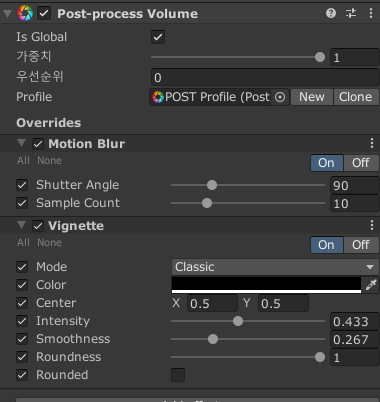 Post-process Volume
Is Global
가중치 1
우선순위 0
Profile POST Profile (Post New Clone
Overrides
Motion Blur
All None On Off
Shutter Angle 90
Sample Count 10
Vignette
All None On Off
Mode Classic
Color
Center X 0.5 Y 0.5
Intensity 0.433
Smoothness 0.267
Roundness 1
Rounded